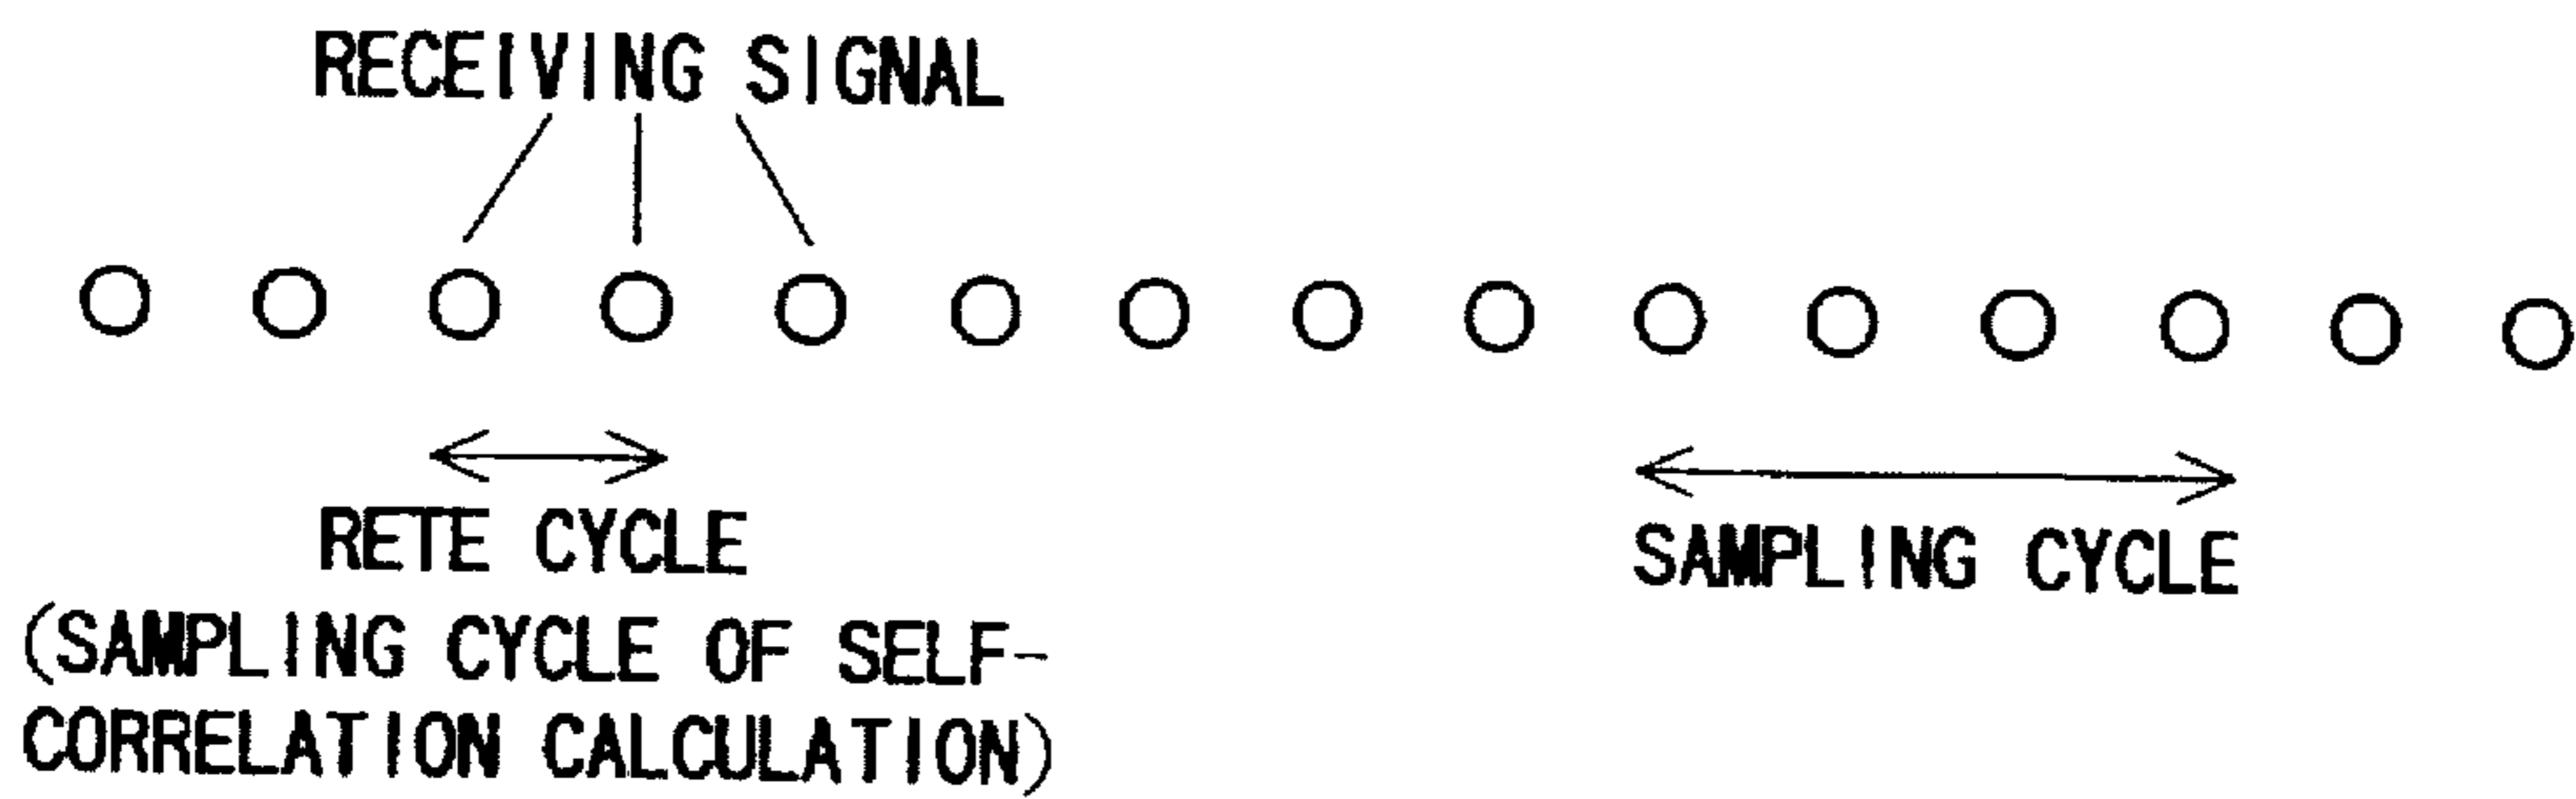 RECEIVING SIGNAL
RETE CYCLE
(SAMPLING CYCLE OF SELF-
CORRELATION CALCULATION)
SAMPLING CYCLE